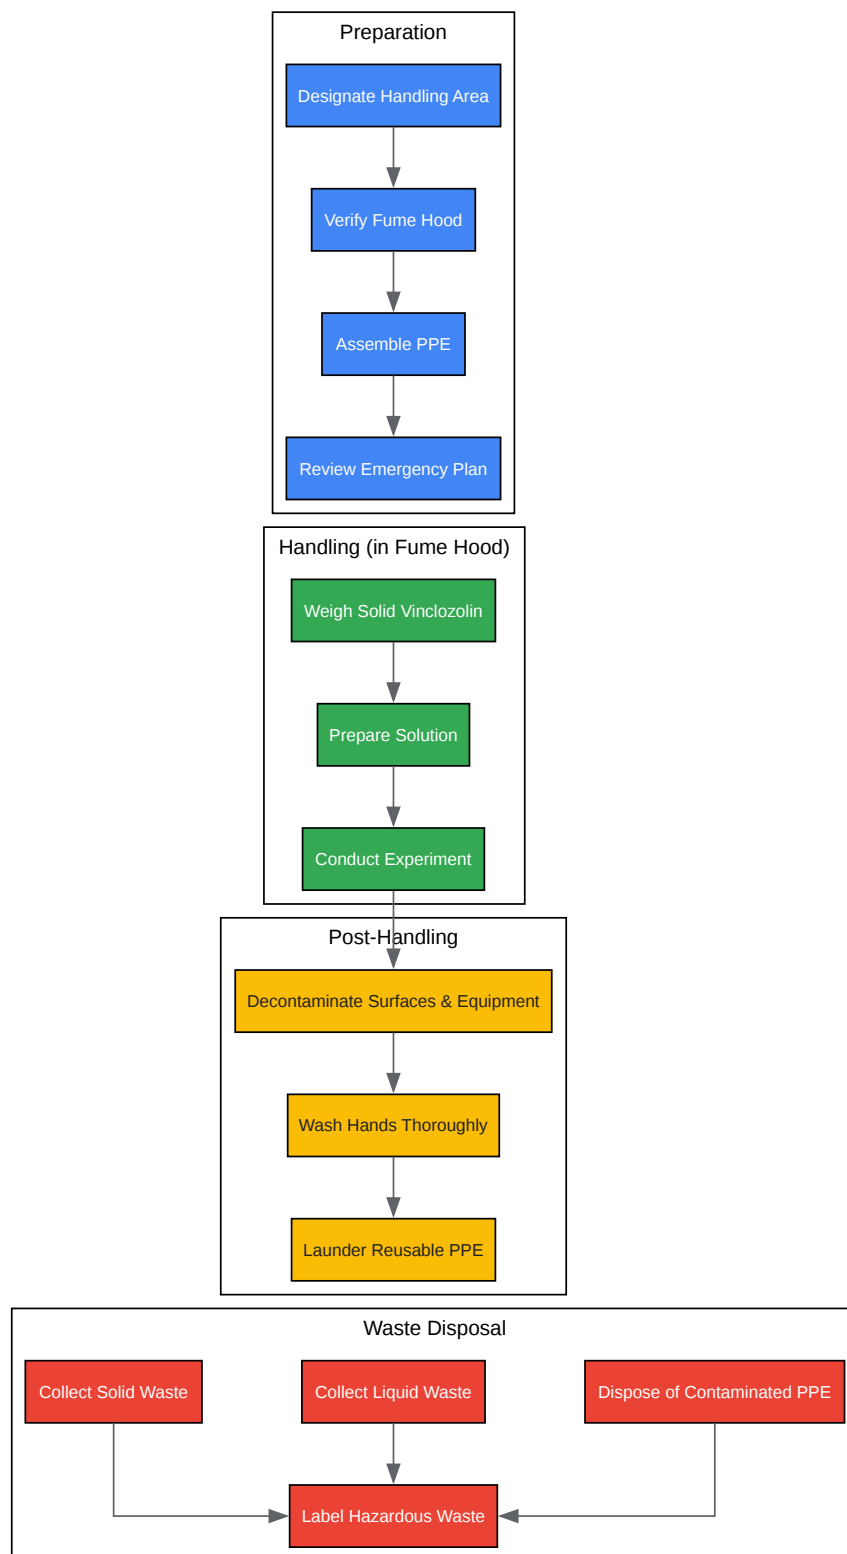 Preparation
Designate Handling Area
Verify Fume Hood
Assemble PPE
Review Emergency Plan
Handling (in Fume Hood)
Weigh Solid Vinclozolin
Prepare Solution
Conduct Experiment
Post-Handling
Decontaminate Surfaces & Equipment
Wash Hands Thoroughly
Launder Reusable PPE
Waste Disposal
Collect Solid Waste
Collect Liquid Waste
Dispose of Contaminated PPE
Label Hazardous Waste